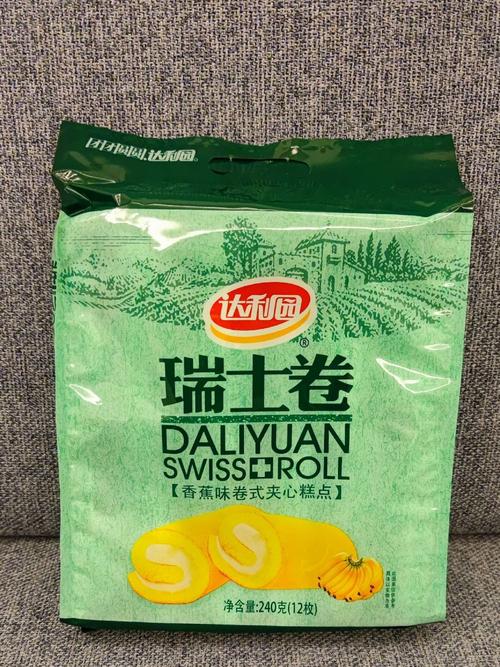 团团圆圆 达利园
达利园
®
瑞士卷
DALIYUAN
SWISS ROLL
【香蕉味卷式夹心糕点】
净含量:240克(12枚)